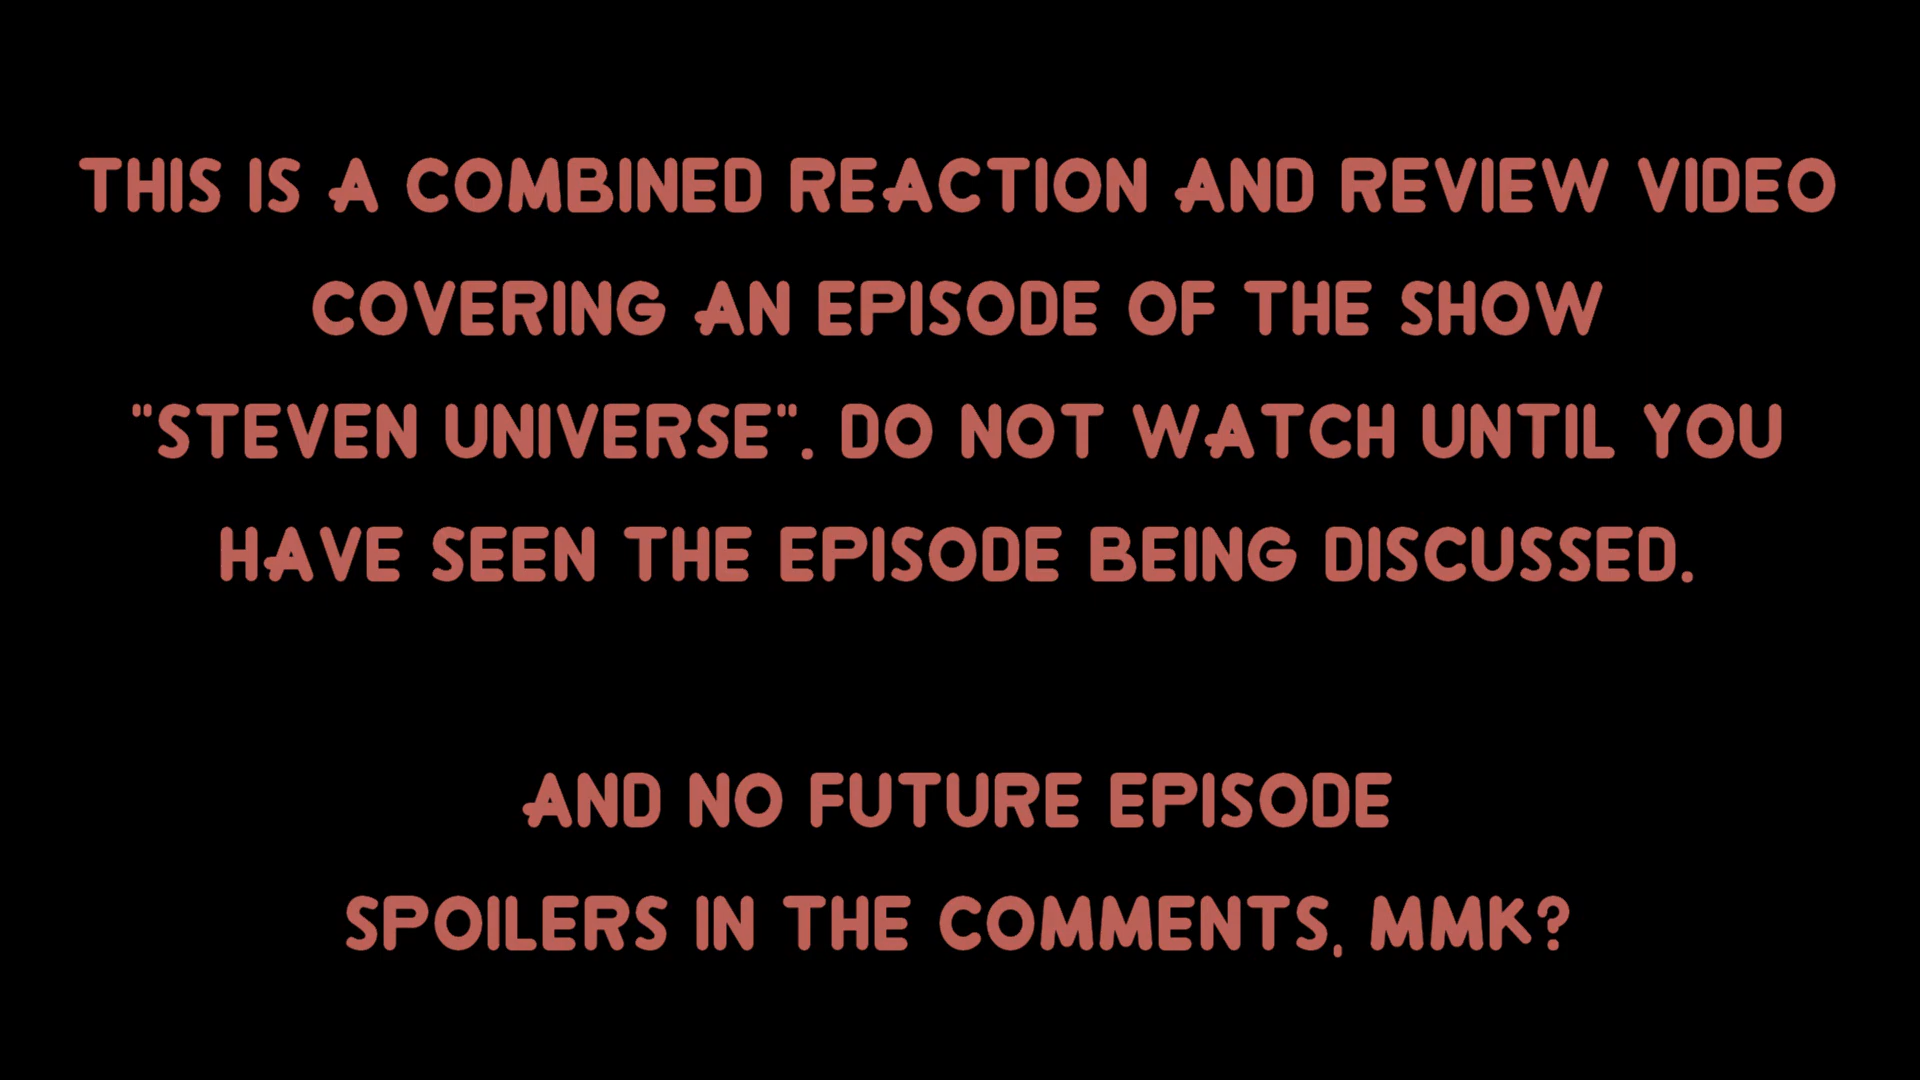 THIS IS A COMBINED REACTION AND REVIEW VIDEO
COVERING AN EPISODE OF THE SHOW
"STEVEN UNIVERSE". DO NOT WATCH UNTIL YOU
HAVE SEEN THE EPISODE BEING DISCUSSED.
AND NO FUTURE EPISODE
SPOILERS IN THE COMMENTS, MMK?